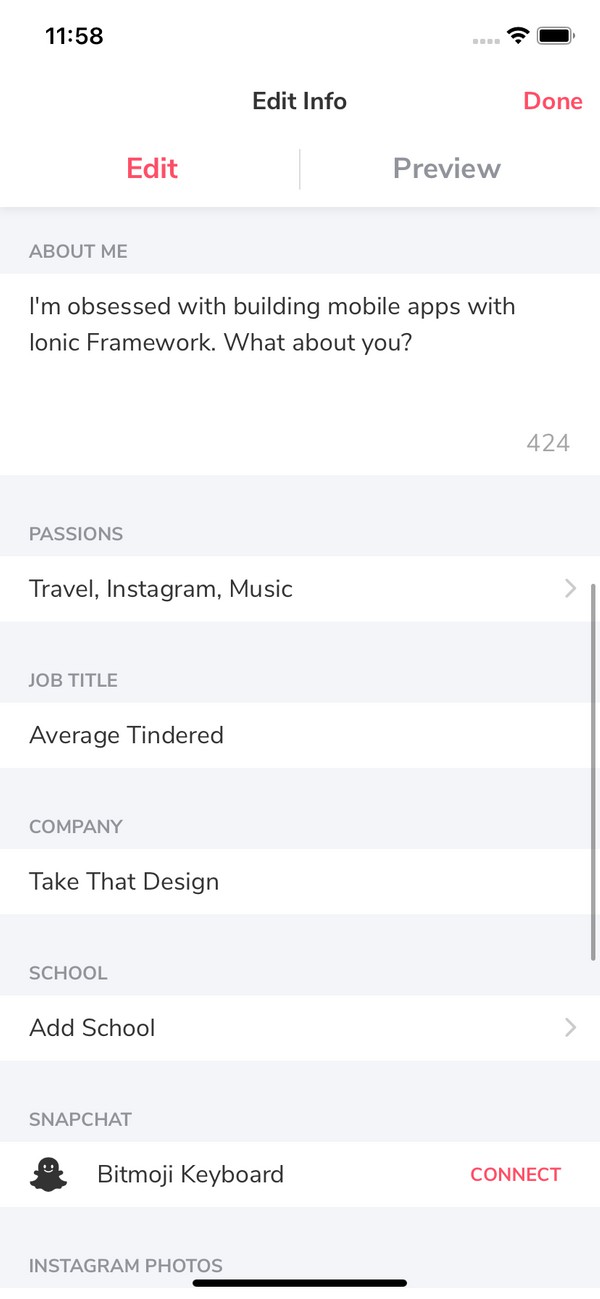 11:58
Edit Info
Done
Edit
Preview
ABOUT ME
I'm obsessed with building mobile apps with
Ionic Framework. What about you?
424
PASSIONS
Travel, Instagram, Music
JOB TITLE
Average Tindered
COMPANY
Take That Design
SCHOOL
Add School
SNAPCHAT
Bitmoji Keyboard
CONNECT
INSTAGRAM PHOTOS